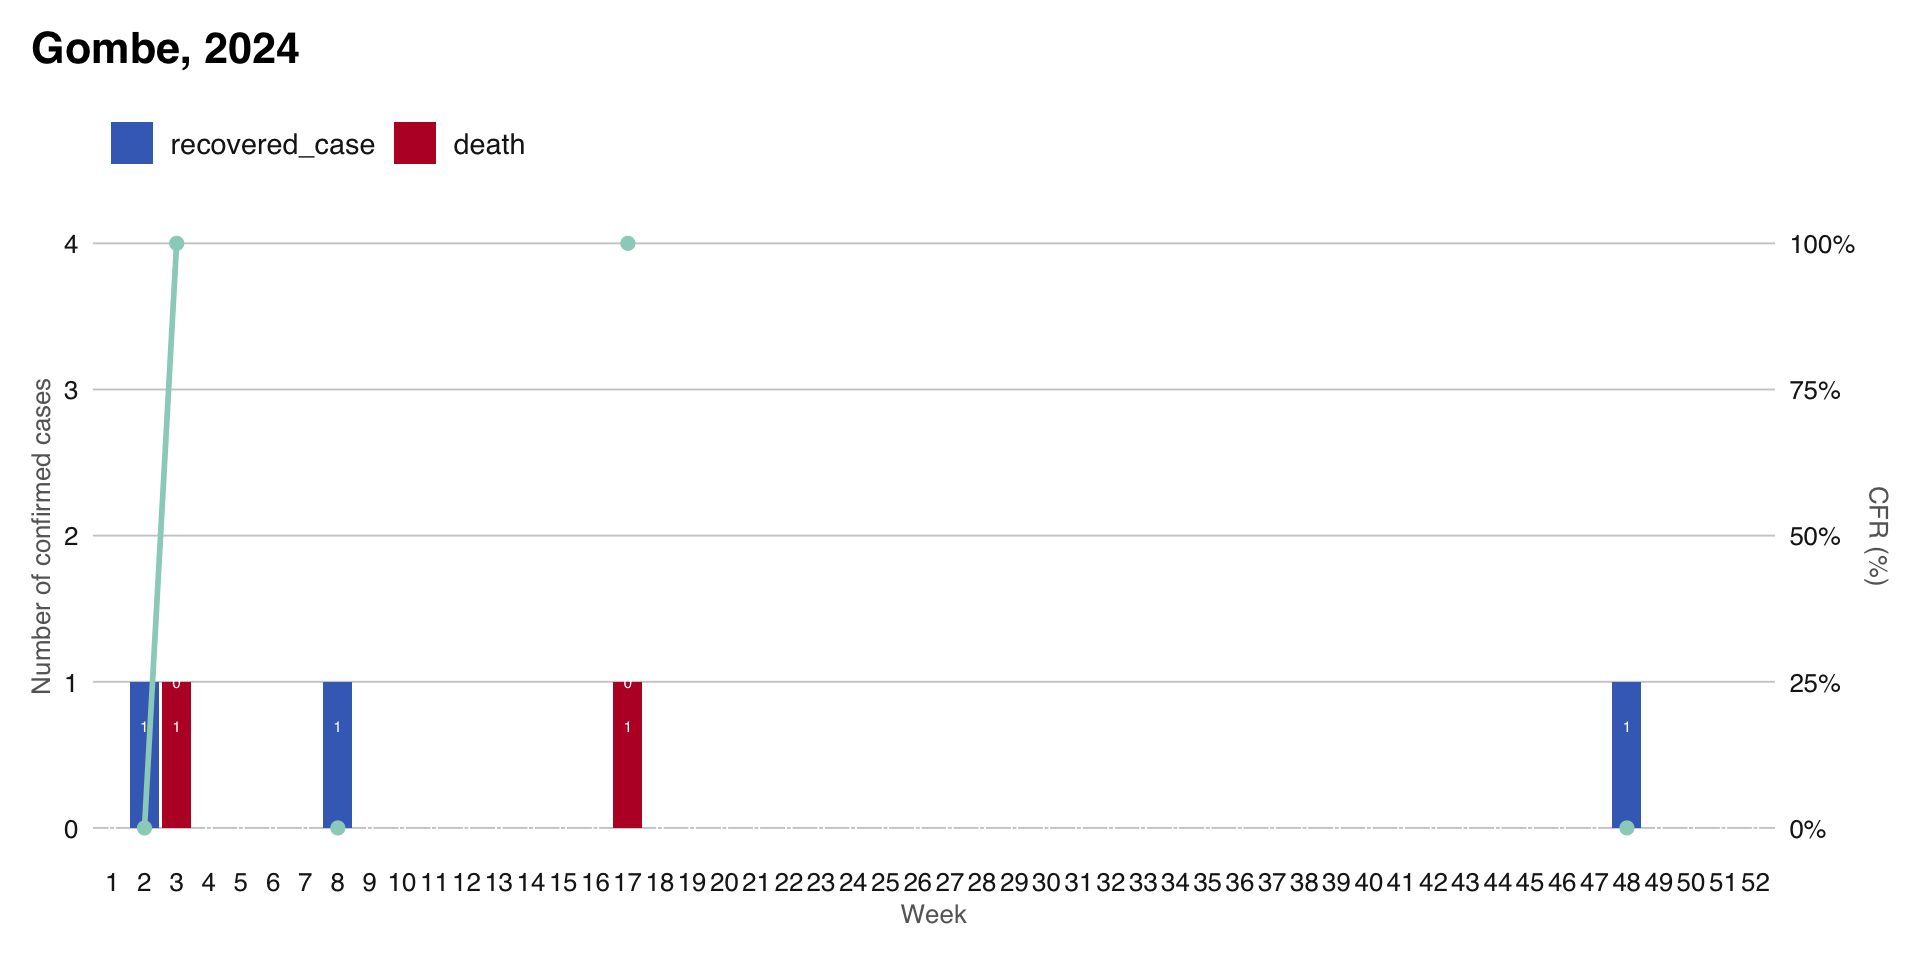 Gombe, 2024
recovered_case death
4 100%
3 75%
2 50%
1 25%
0 0%
Number of confirmed cases
CFR (%)
0 0
1 1 1 1 1
1 2 3 4 5 6 7 8 9 10 11 12 13 14 15 16 17 18 19 20 21 22 23 24 25 26 27 28 29 30 31 32 33 34 35 36 37 38 39 40 41 42 43 44 45 46 47 48 49 50 51 52
Week